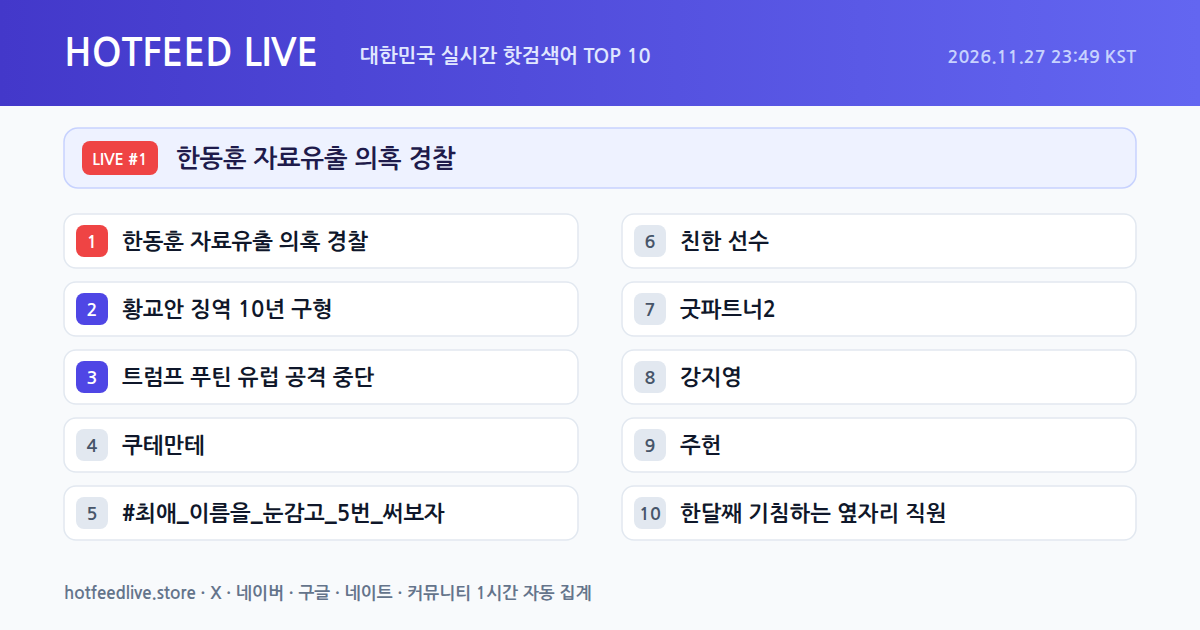 HOTFEED LIVE 대한민국 실시간 핫검색어 TOP 10 2026.11.27 23:49 KST
LIVE #1 한동훈 자료유출 의혹 경찰
1 한동훈 자료유출 의혹 경찰
2 황교안 징역 10년 구형
3 트럼프 푸틴 유럽 공격 중단
4 쿠테만테
5 #최애_이름을_눈감고_5번_써보자
6 친한 선수
7 굿파트너2
8 강지영
9 주헌
10 한달째 기침하는 옆자리 직원
hotfeedlive.store · X · 네이버 · 구글 · 네이트 · 커뮤니티 1시간 자동 집계